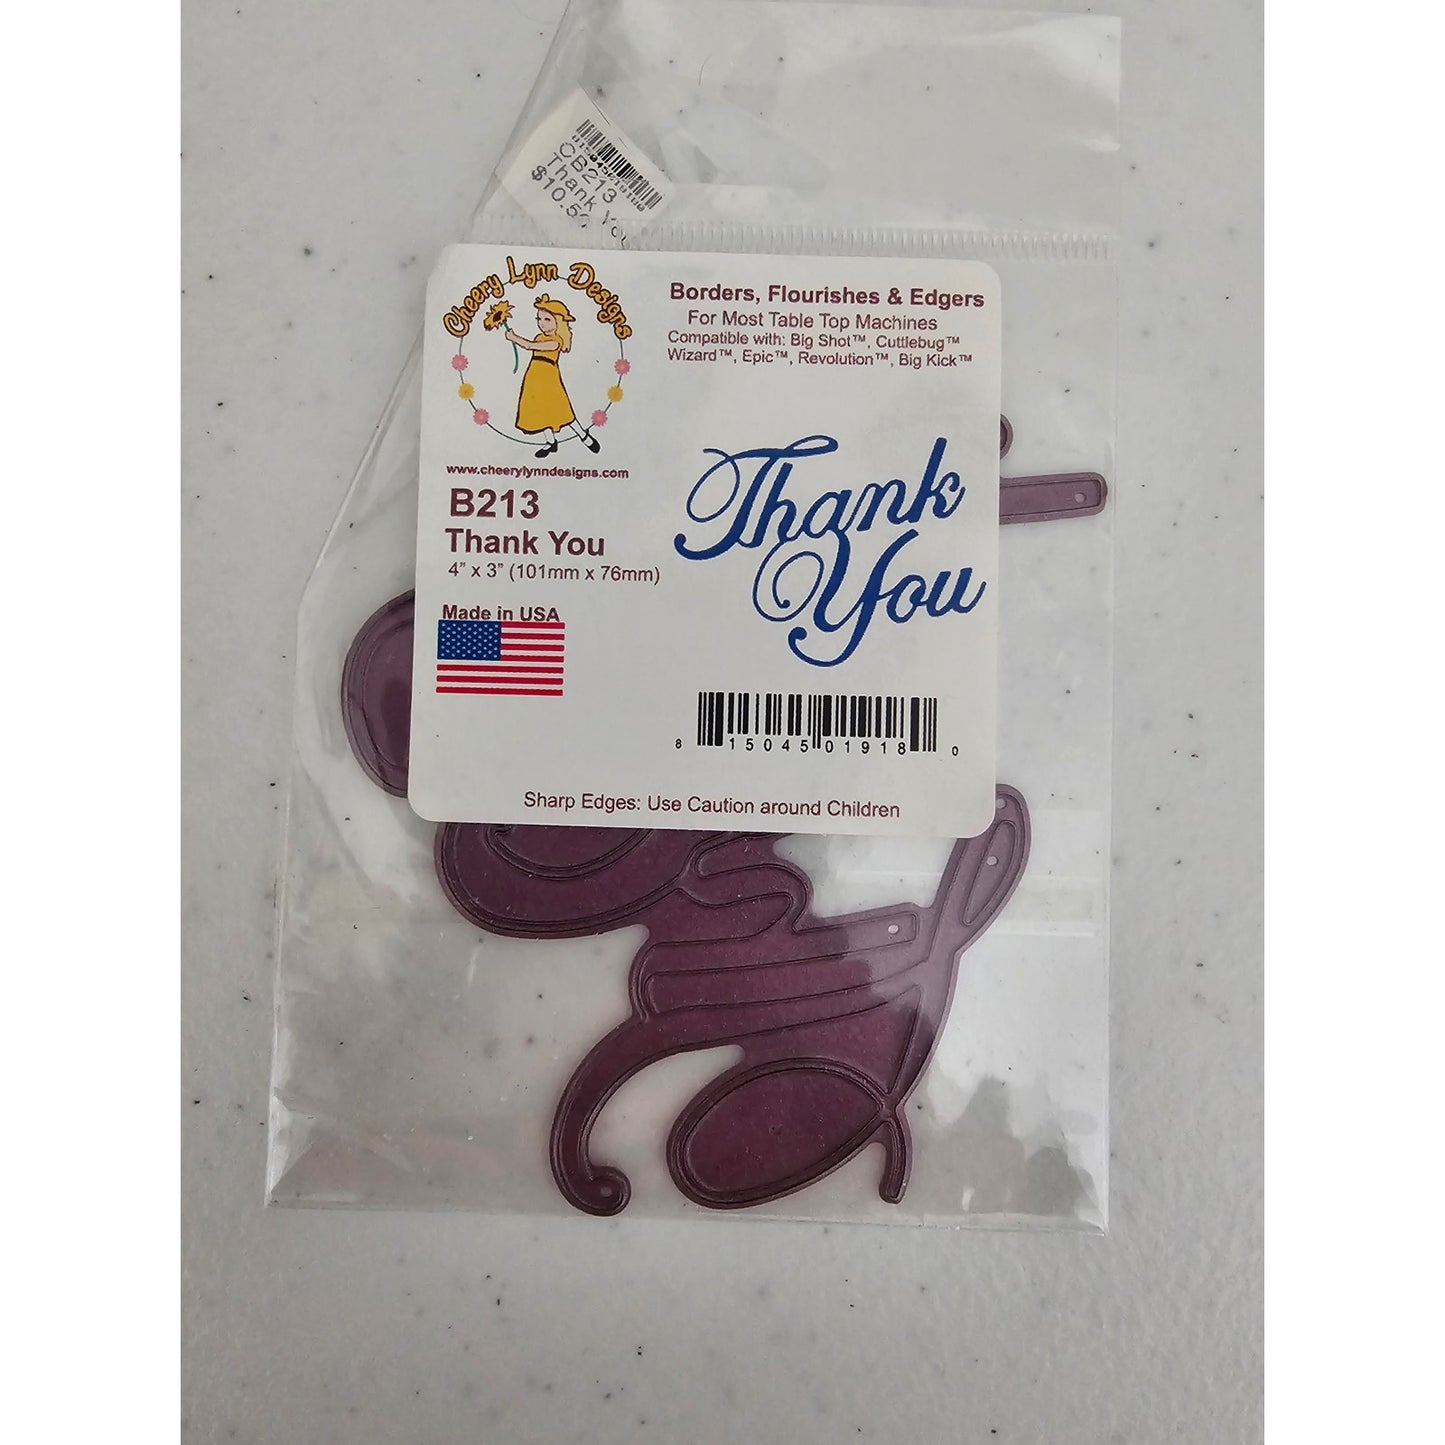 CB213
Thank
$10.5
Cheery Lynn Designs
www.cheerylynndesigns.com
B213
Thank You
4” x 3” (101mm x 76mm)
Made in USA
Borders, Flourishes & Edgers
For Most Table Top Machines
Compatible with: Big Shot™, Cuttlebug™
Wizard™, Epic™, Revolution™, Big Kick™
Thank
You
8 15045 01918 0
Sharp Edges: Use Caution around Children